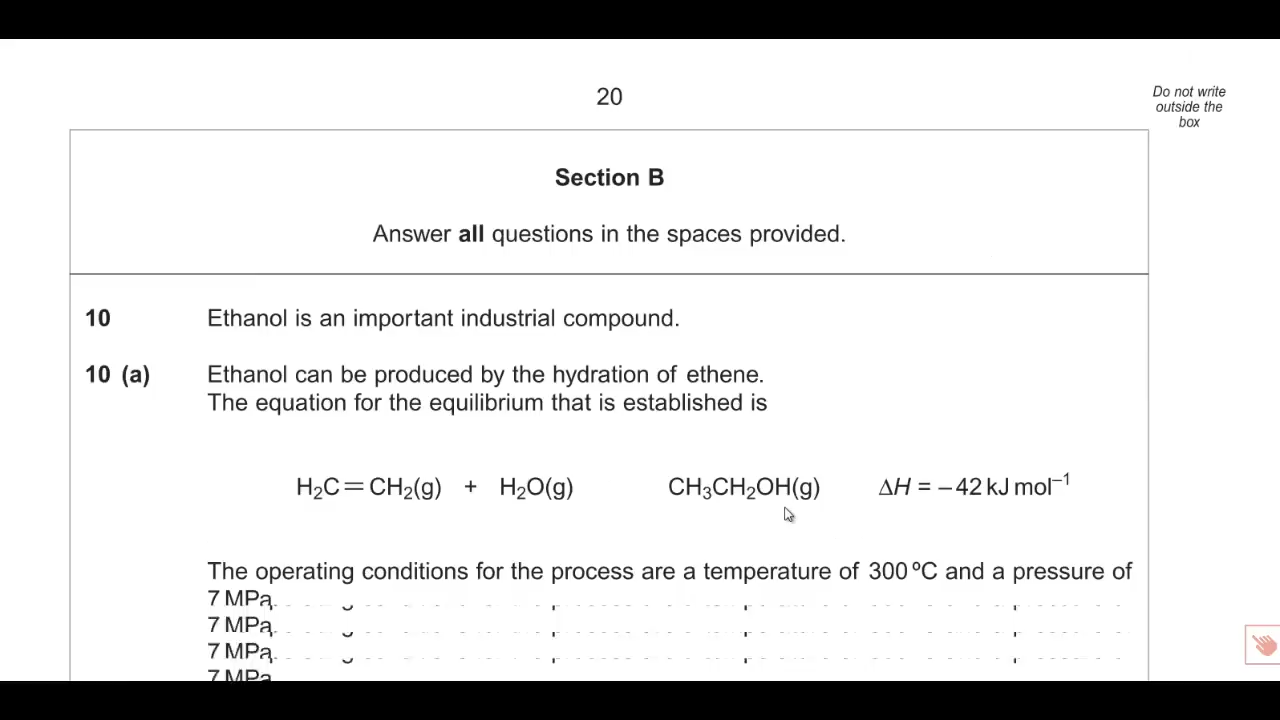 20
Do not write
outside the
box
Section B
Answer all questions in the spaces provided.
10 Ethanol is an important industrial compound.
10 (a) Ethanol can be produced by the hydration of ethene.
The equation for the equilibrium that is established is
H₂C=CH₂(g) + H₂O(g) CH₃CH₂OH(g) ΔH = –42 kJ mol⁻¹
The operating conditions for the process are a temperature of 300 ºC and a pressure of
7 MPa
7 MPa
7 MPa
7 MPa